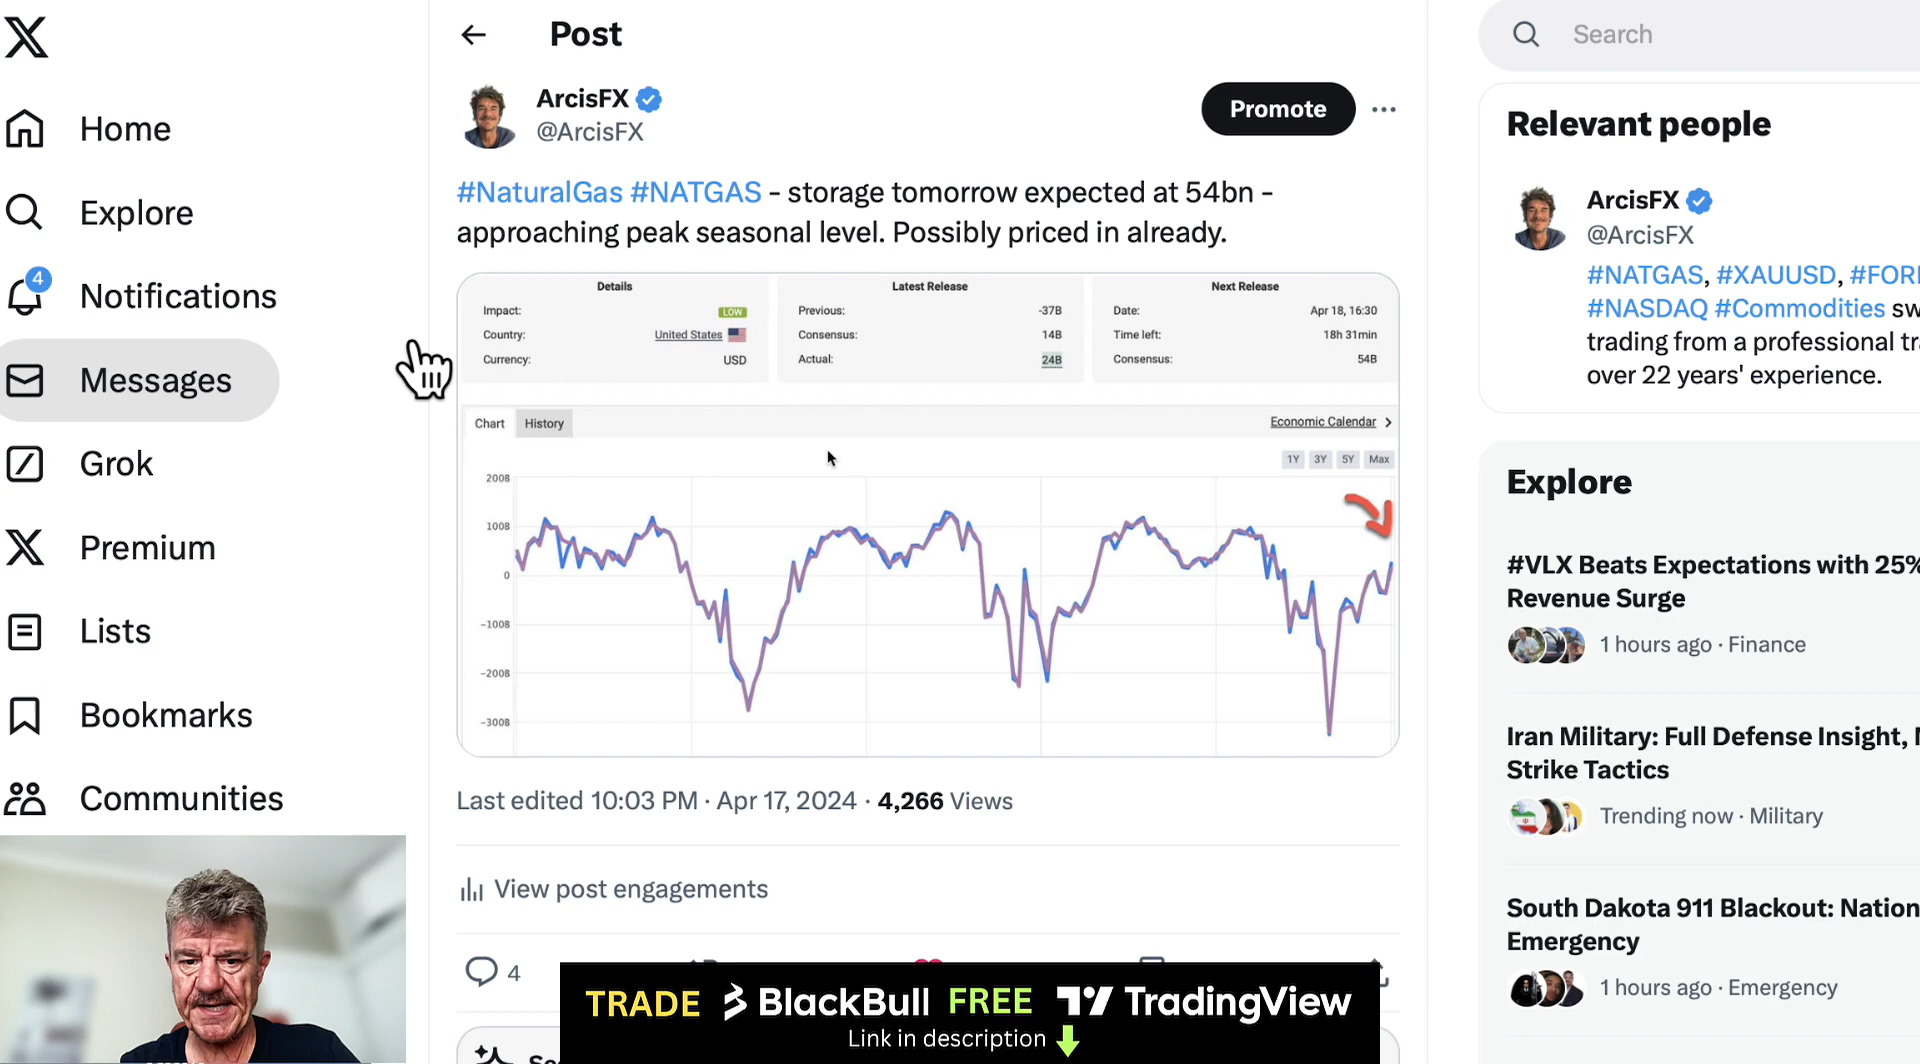 Home
Explore
4
Notifications
Messages
Grok
Premium
Lists
Bookmarks
Communities
Post
ArcisFX
@ArcisFX
Promote
#NaturalGas #NATGAS - storage tomorrow expected at 54bn -
approaching peak seasonal level. Possibly priced in already.
Details
Impact: LOW
Country: United States
Currency: USD
Latest Release
Previous: -37B
Consensus: 14B
Actual: 24B
Next Release
Date: Apr 18, 16:30
Time left: 18h 31min
Consensus: 54B
Chart History Economic Calendar
1Y 3Y 5Y Max
200B
100B
0
-100B
-200B
-300B
Last edited 10:03 PM · Apr 17, 2024 · 4,266 Views
View post engagements
4
TRADE BlackBull FREE TradingView
Link in description
Search
Relevant people
ArcisFX
@ArcisFX
#NATGAS, #XAUUSD, #FOR
#NASDAQ #Commodities sw
trading from a professional tr
over 22 years' experience.
Explore
#VLX Beats Expectations with 25%
Revenue Surge
1 hours ago · Finance
Iran Military: Full Defense Insight,
Strike Tactics
Trending now · Military
South Dakota 911 Blackout: Nation
Emergency
1 hours ago · Emergency